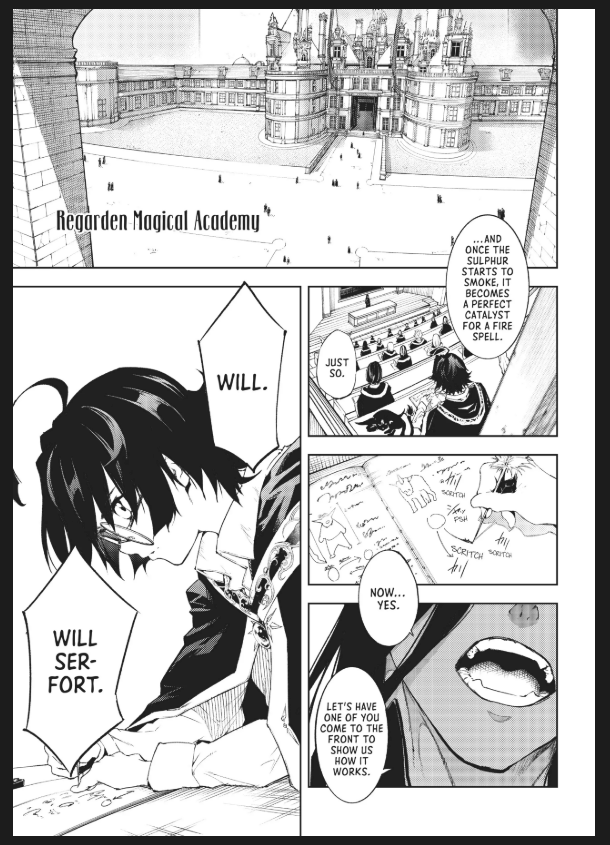 Regarden Magical Academy
...AND
ONCE THE
SULPHUR
STARTS TO
SMOKE, IT
BECOMES
A PERFECT
CATALYST
FOR A FIRE
SPELL.
JUST
SO.
SCRITCH
PSH
SCRITCH
SCRITCH
NOW...
YES.
LET'S HAVE
ONE OF YOU
COME TO THE
FRONT TO
SHOW US
HOW IT
WORKS.
WILL.
WILL
SER-
FORT.